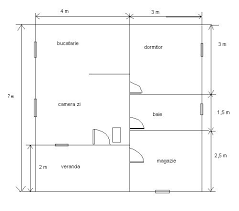 4 m
3 m
bucatarie
dormitor
3 m
7 m
camera zi
baie
1,5 m
2,5 m
2 m
veranda
magazie